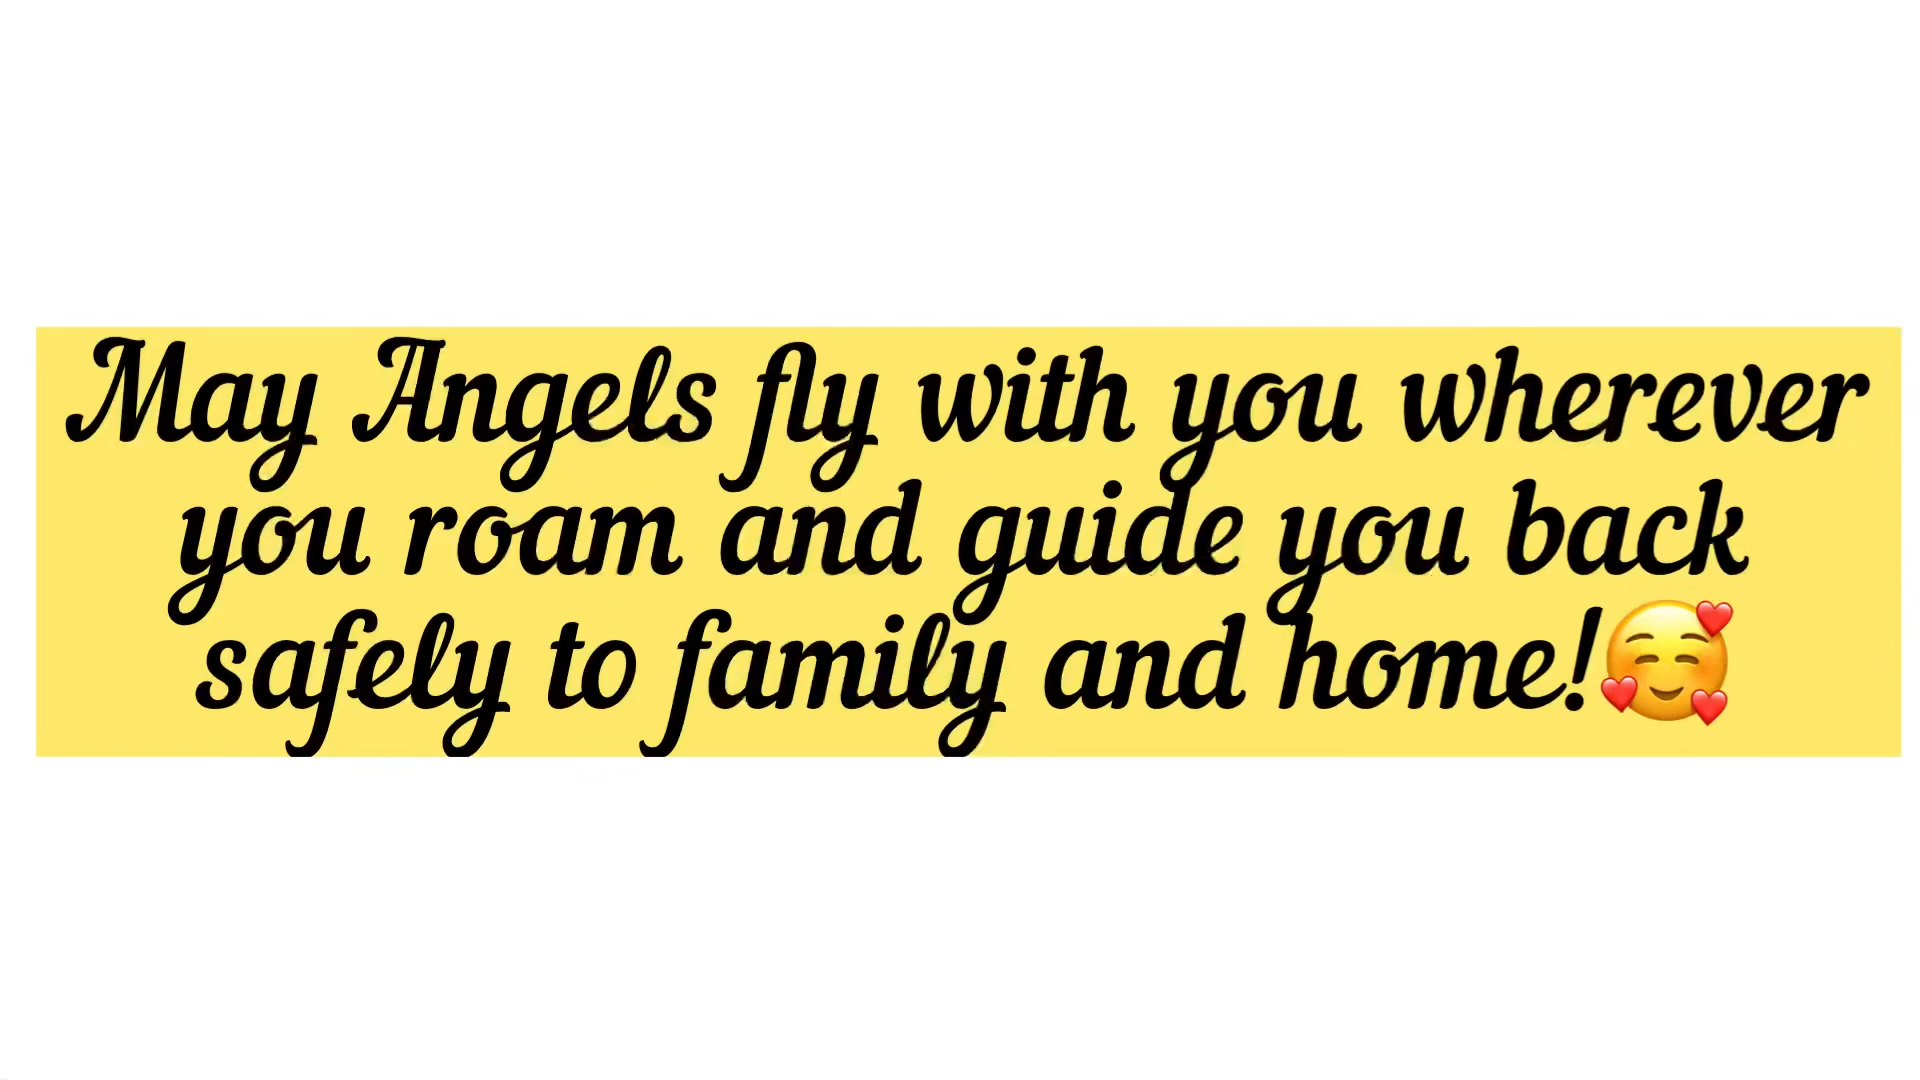 May Angels fly with you wherever
you roam and guide you back
safely to family and home!🥰